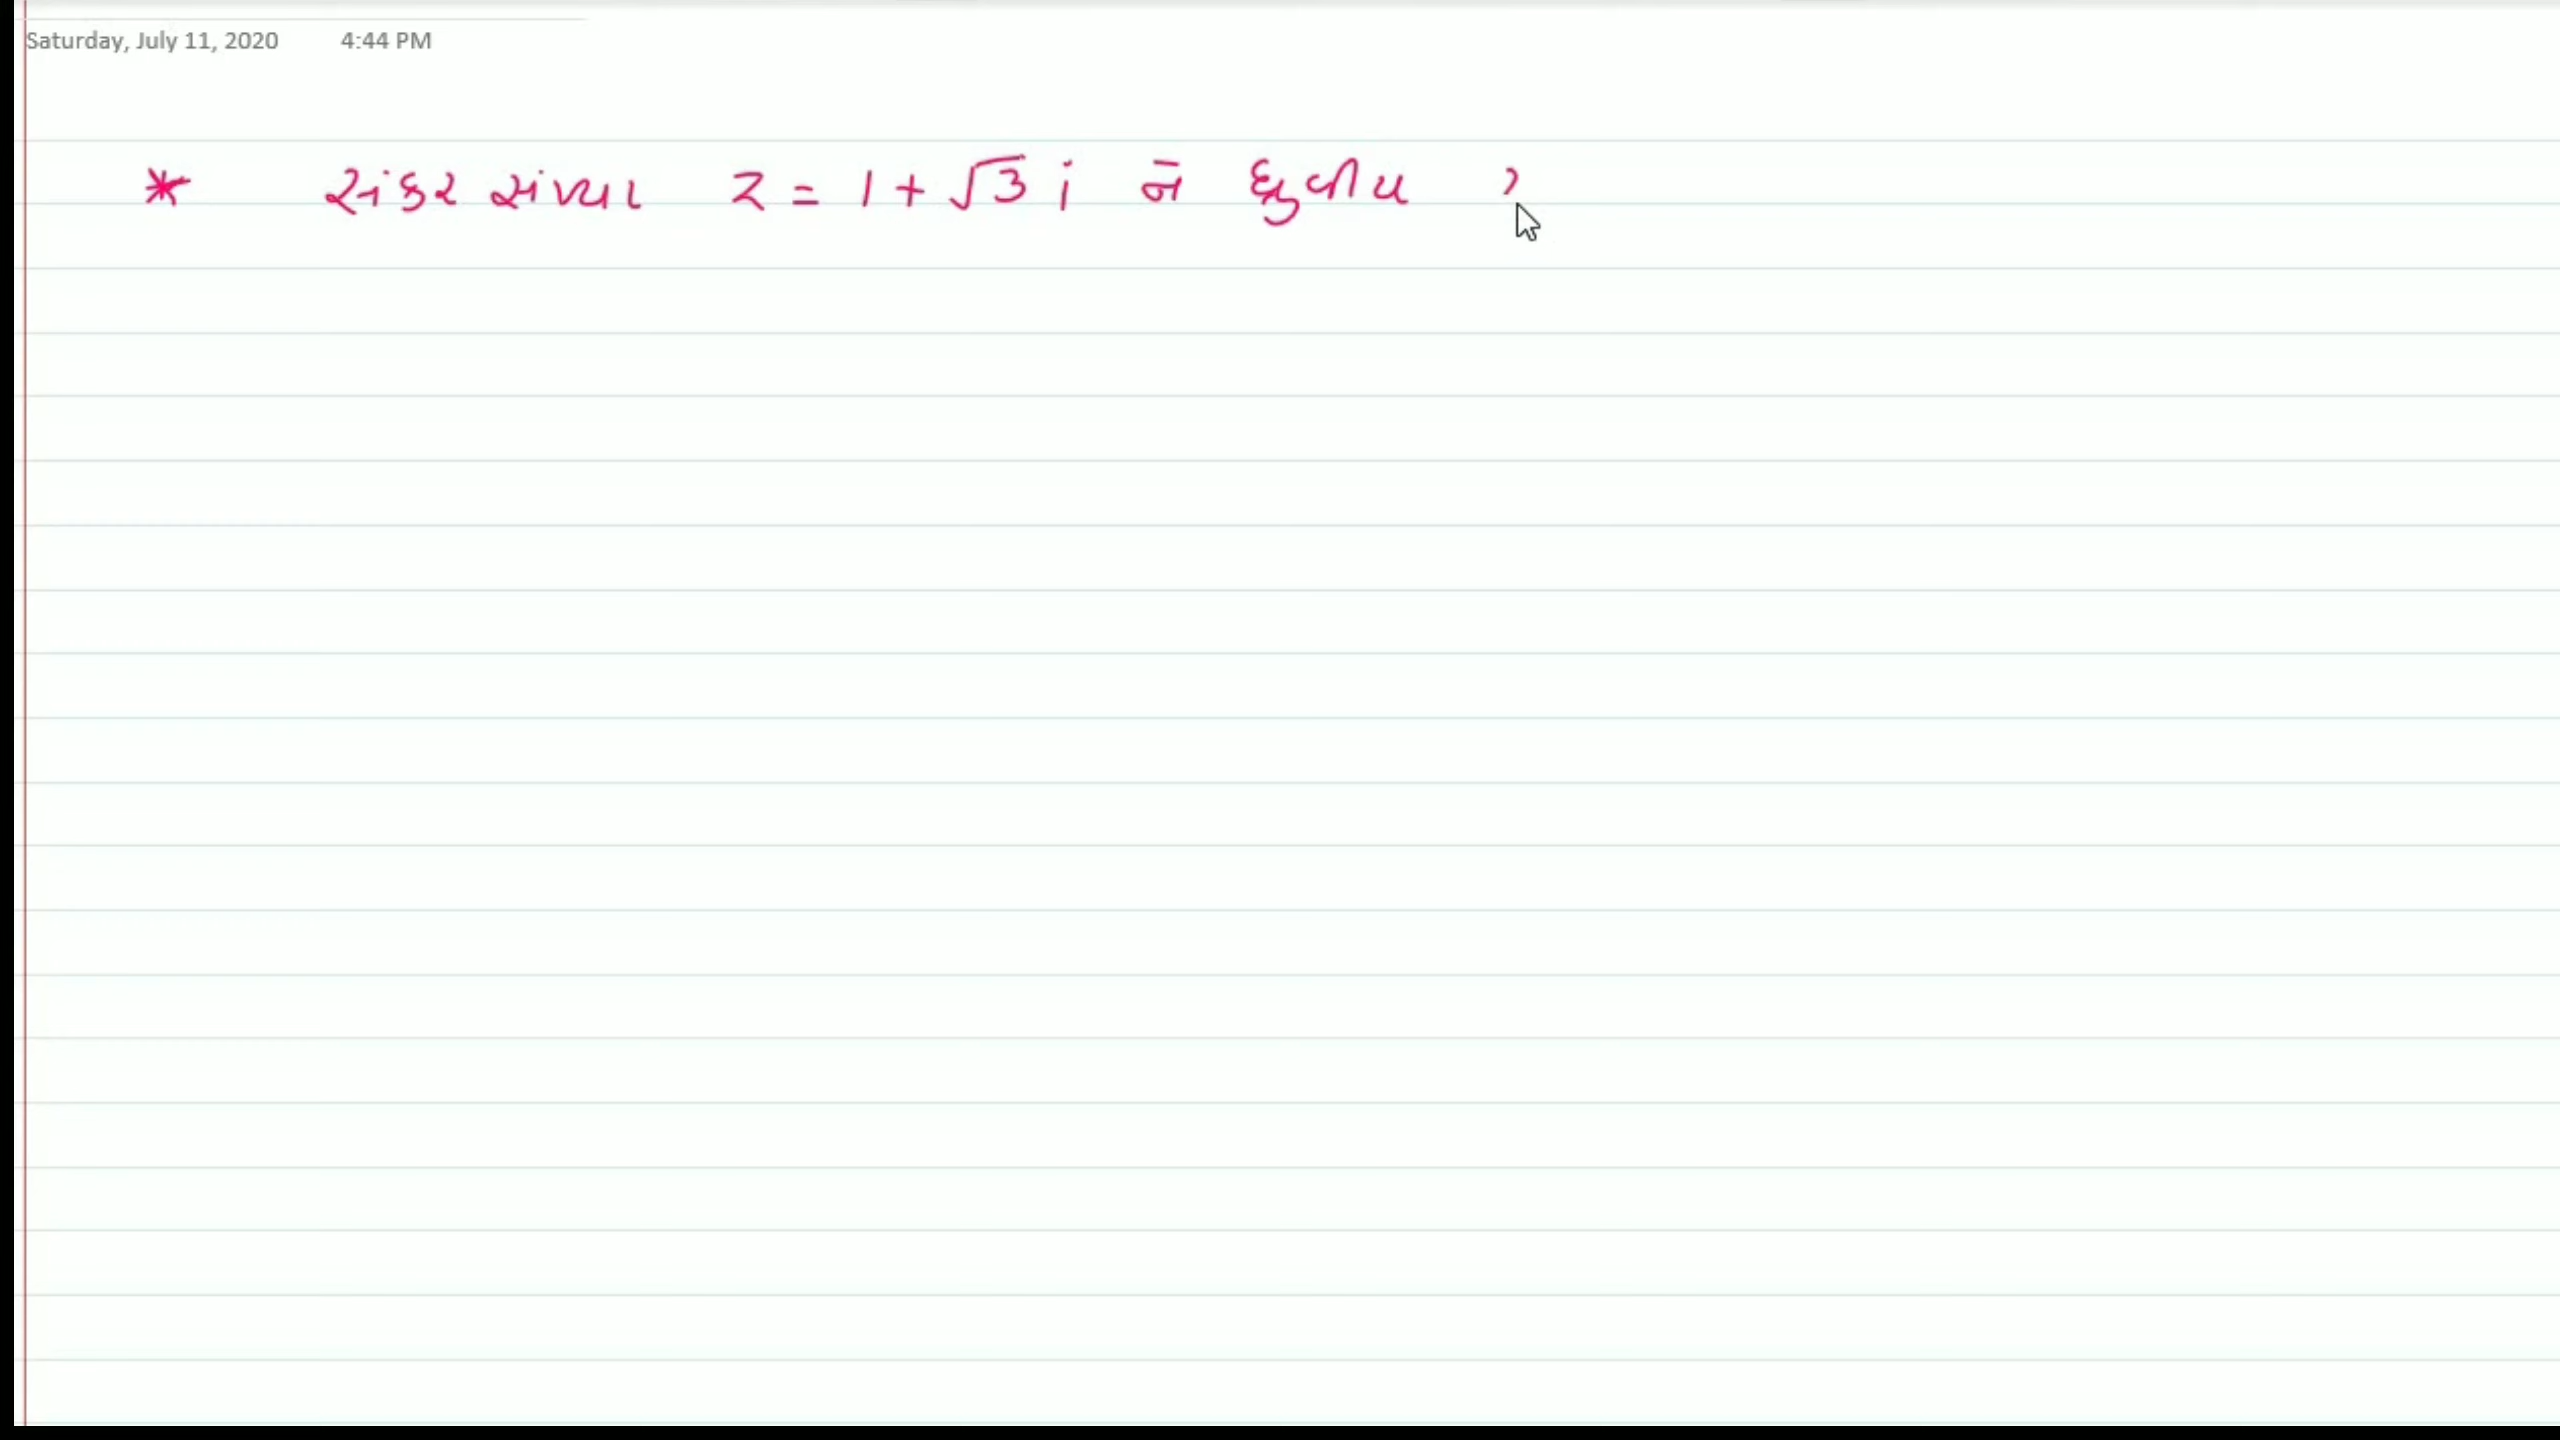 Saturday, July 11, 2020 4:44 PM
* સંકર સંખ્યા z = 1 + √3 i ને ધ્રુવીય